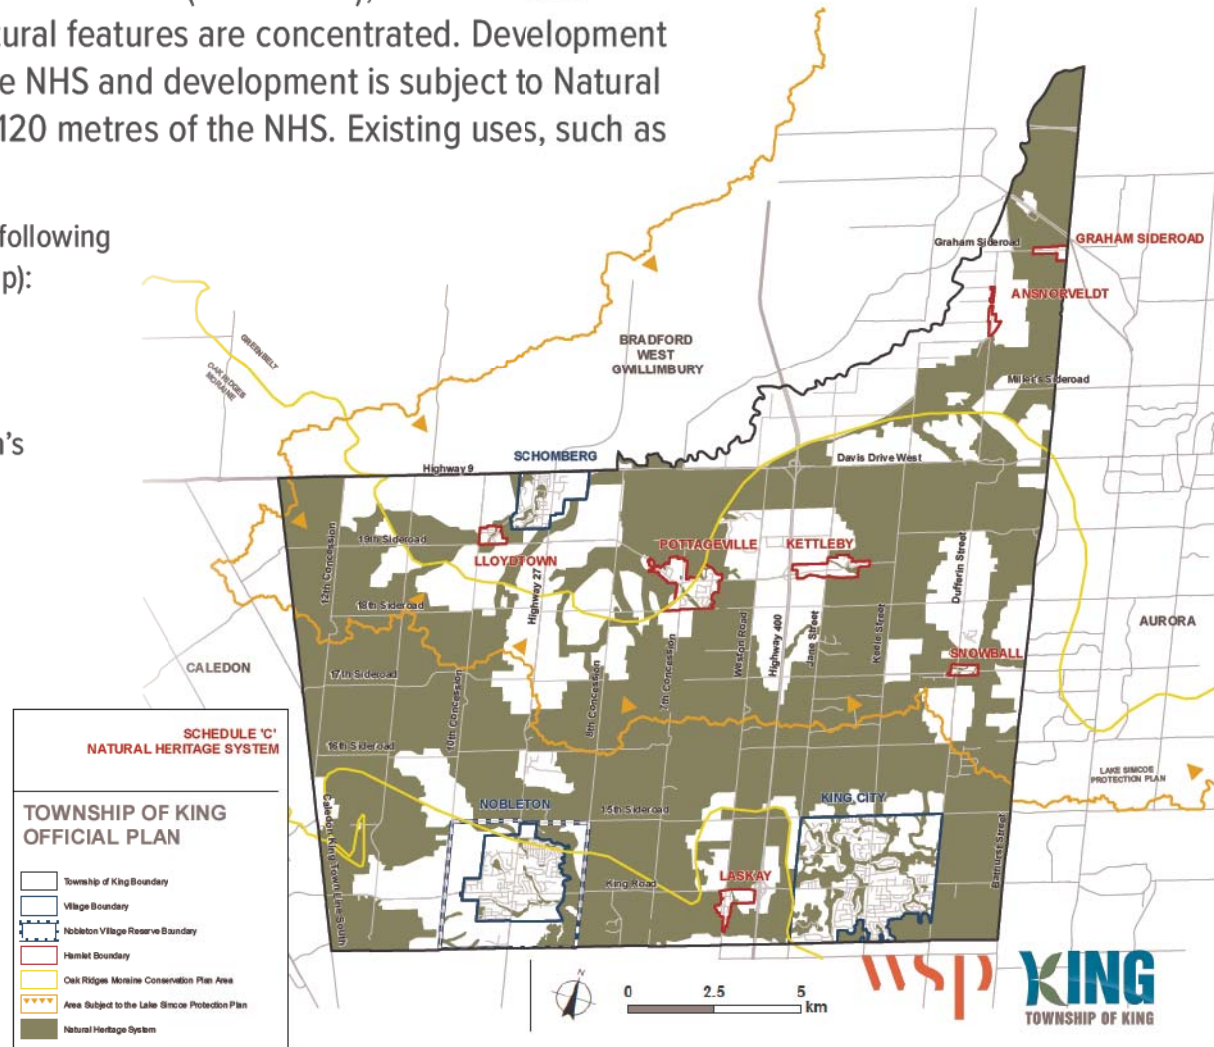 tural features are concentrated. Development
e NHS and development is subject to Natural
120 metres of the NHS. Existing uses, such as
following
p):
n's
GREENBELT
OAK RIDGES
MORAINE
BRADFORD
WEST
GWILLIMBURY
Graham Sideroad
GRAHAM SIDEROAD
ANSNORVELDT
Miller's Sideroad
Davis Drive West
SCHOMBERG
Highway 9
19th Sideroad
LLOYDTOWN
POTTAGEVILLE
KETTLEBY
12th Concession
18th Sideroad
Highway 27
Dufferin Street
AURORA
CALEDON
17th Sideroad
10th Concession
8th Concession
7th Concession
Weston Road
Highway 400
Jane Street
Keele Street
SNOWBALL
16th Sideroad
LAKE SIMCOE
PROTECTION PLAN
NOBLETON
15th Sideroad
KING CITY
Caledon King Town Line South
King Road
LASKAY
Bathurst Street
SCHEDULE 'C'
NATURAL HERITAGE SYSTEM
TOWNSHIP OF KING
OFFICIAL PLAN
Township of King Boundary
Village Boundary
Nobleton Village Reserve Boundary
Hamlet Boundary
Oak Ridges Moraine Conservation Plan Area
Area Subject to the Lake Simcoe Protection Plan
Natural Heritage System
N
0 2.5 5
km
wsp
KING
TOWNSHIP OF KING